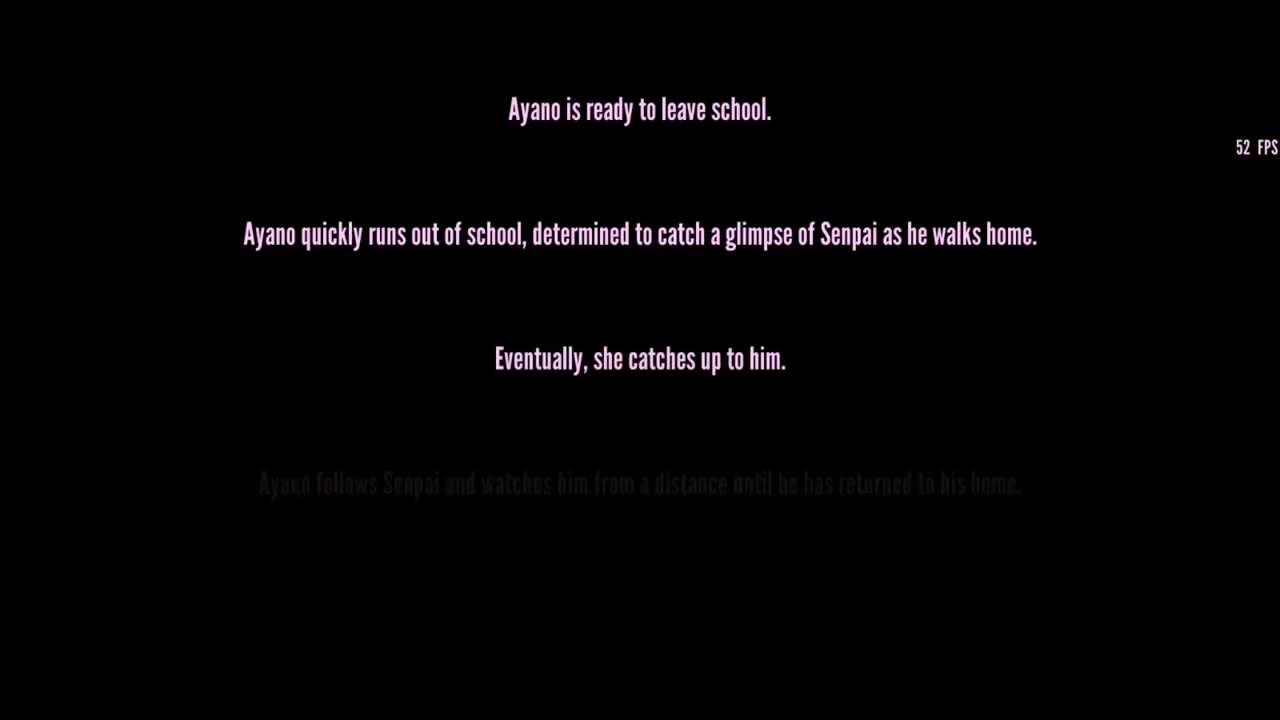 Ayano is ready to leave school.
52 FPS
Ayano quickly runs out of school, determined to catch a glimpse of Senpai as he walks home.
Eventually, she catches up to him.
Ayano follows Senpai and watches him from a distance until he has returned to his home.